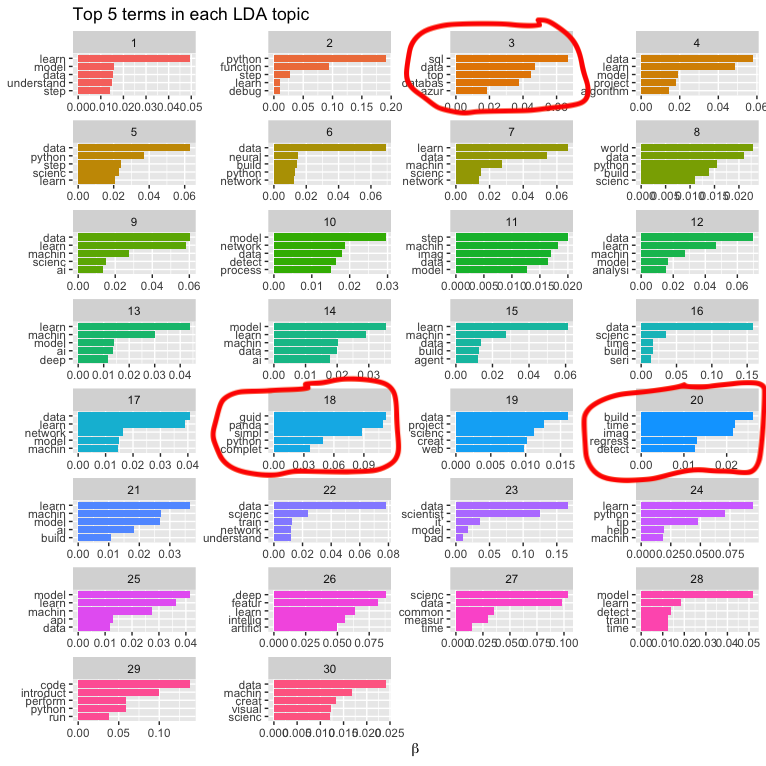 Top 5 terms in each LDA topic
1
learn
model
data
understand
step
0.00 0.01 0.02 0.03 0.04 0.05
2
python
function
step
learn
debug
0.00 0.05 0.10 0.15 0.20
3
sql
data
top
databas
azur
0.00 0.02 0.04 0.06
4
data
learn
model
project
algorithm
0.00 0.02 0.04 0.06
5
data
python
step
scienc
learn
0.00 0.02 0.04 0.06
6
data
neural
build
python
network
0.00 0.02 0.04 0.06
7
learn
data
machin
scienc
network
0.00 0.02 0.04 0.06
8
world
data
python
build
scienc
0.000 0.005 0.010 0.015 0.020
9
data
learn
machin
scienc
ai
0.00 0.02 0.04 0.06
10
model
network
data
detect
process
0.00 0.01 0.02 0.03
11
step
machin
imag
data
model
0.000 0.005 0.010 0.015 0.020
12
data
learn
machin
model
analysi
0.00 0.02 0.04 0.06
13
learn
machin
model
ai
deep
0.00 0.01 0.02 0.03 0.04
14
model
learn
machin
data
ai
0.00 0.01 0.02 0.03
15
learn
machin
data
build
agent
0.00 0.02 0.04 0.06
16
data
scienc
time
build
seri
0.00 0.05 0.10 0.15
17
data
learn
network
model
machin
0.00 0.01 0.02 0.03 0.04
18
guid
panda
simpl
python
complet
0.00 0.03 0.06 0.09
19
data
project
scienc
creat
web
0.000 0.005 0.010 0.015
20
build
time
imag
regress
detect
0.00 0.01 0.02
21
learn
machin
model
ai
build
0.00 0.01 0.02 0.03
22
data
scienc
train
network
understand
0.00 0.02 0.04 0.06 0.08
23
data
scientist
it
model
bad
0.00 0.05 0.10 0.15
24
learn
python
tip
help
machin
0.000 0.025 0.050 0.075
25
model
learn
machin
api
data
0.00 0.01 0.02 0.03 0.04
26
deep
featur
learn
intellig
artifici
0.000 0.025 0.050 0.075
27
scienc
data
common
measur
time
0.000 0.025 0.050 0.075 0.100
28
model
learn
detect
train
time
0.00 0.01 0.02 0.03 0.04 0.05
29
code
introduct
perform
python
run
0.00 0.05 0.10
30
data
machin
creat
visual
scienc
0.000 0.005 0.010 0.015 0.020 0.025
β